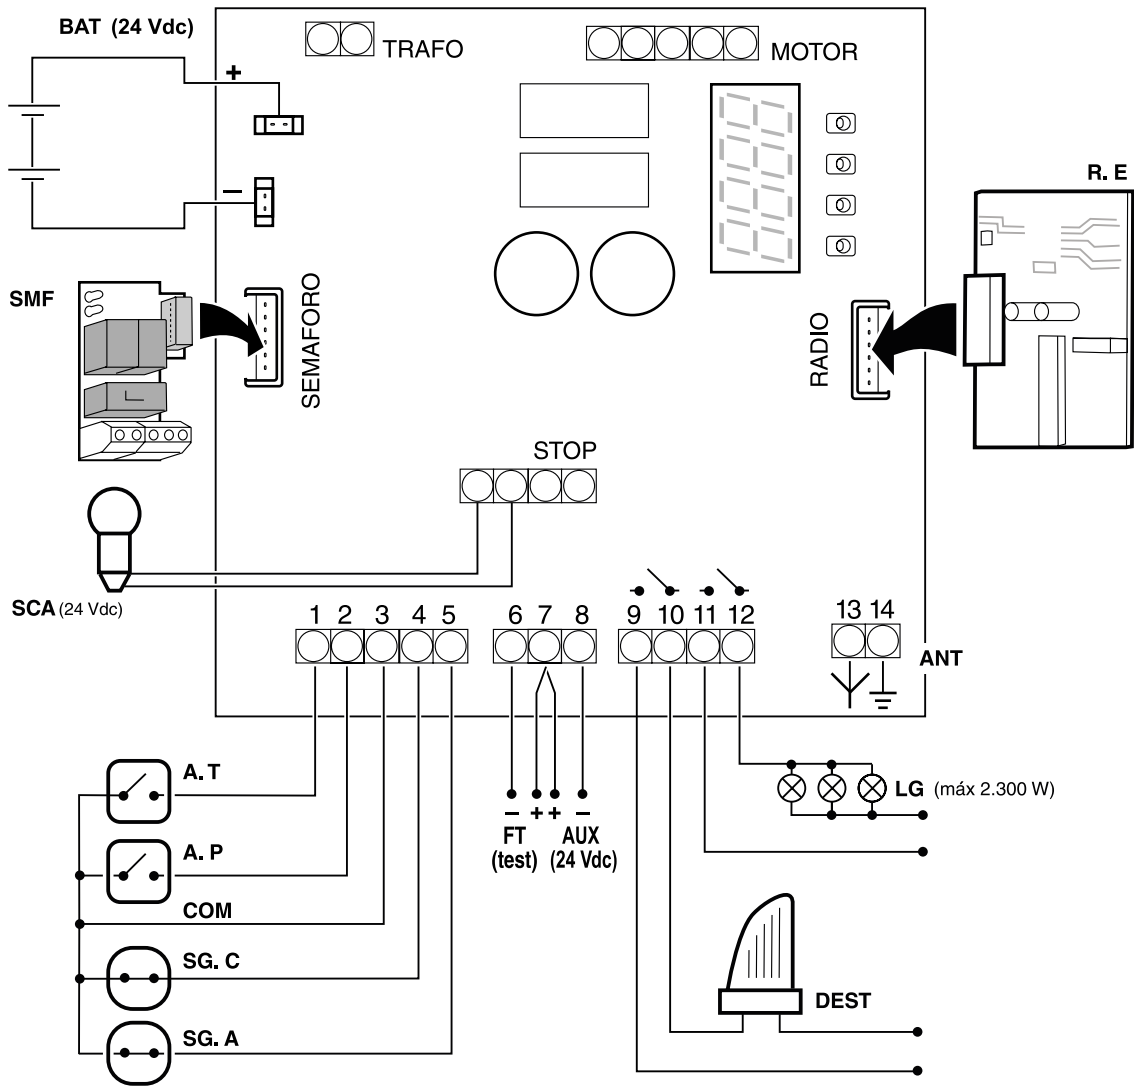 BAT (24 Vdc)
TRAFO
MOTOR
+
−
R. E
SMF
SEMAFORO
RADIO
STOP
SCA (24 Vdc)
1 2 3 4 5 6 7 8 9 10 11 12 13 14
ANT
A. T
A. P
COM
SG. C
SG. A
− + + −
FT AUX
(test) (24 Vdc)
LG (máx 2.300 W)
DEST